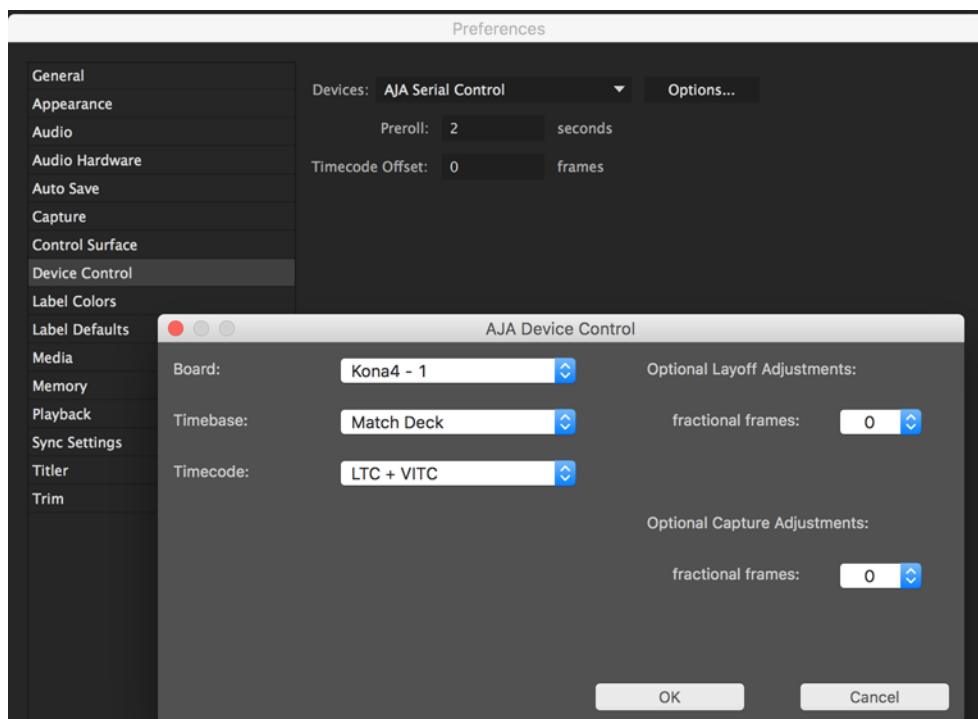 Preferences
General
Appearance
Audio
Audio Hardware
Auto Save
Capture
Control Surface
Device Control
Label Colors
Label Defaults
Media
Memory
Playback
Sync Settings
Titler
Trim
Devices: AJA Serial Control Options...
Preroll: 2 seconds
Timecode Offset: 0 frames
AJA Device Control
Board: Kona4 - 1
Timebase: Match Deck
Timecode: LTC + VITC
Optional Layoff Adjustments:
fractional frames: 0
Optional Capture Adjustments:
fractional frames: 0
OK Cancel